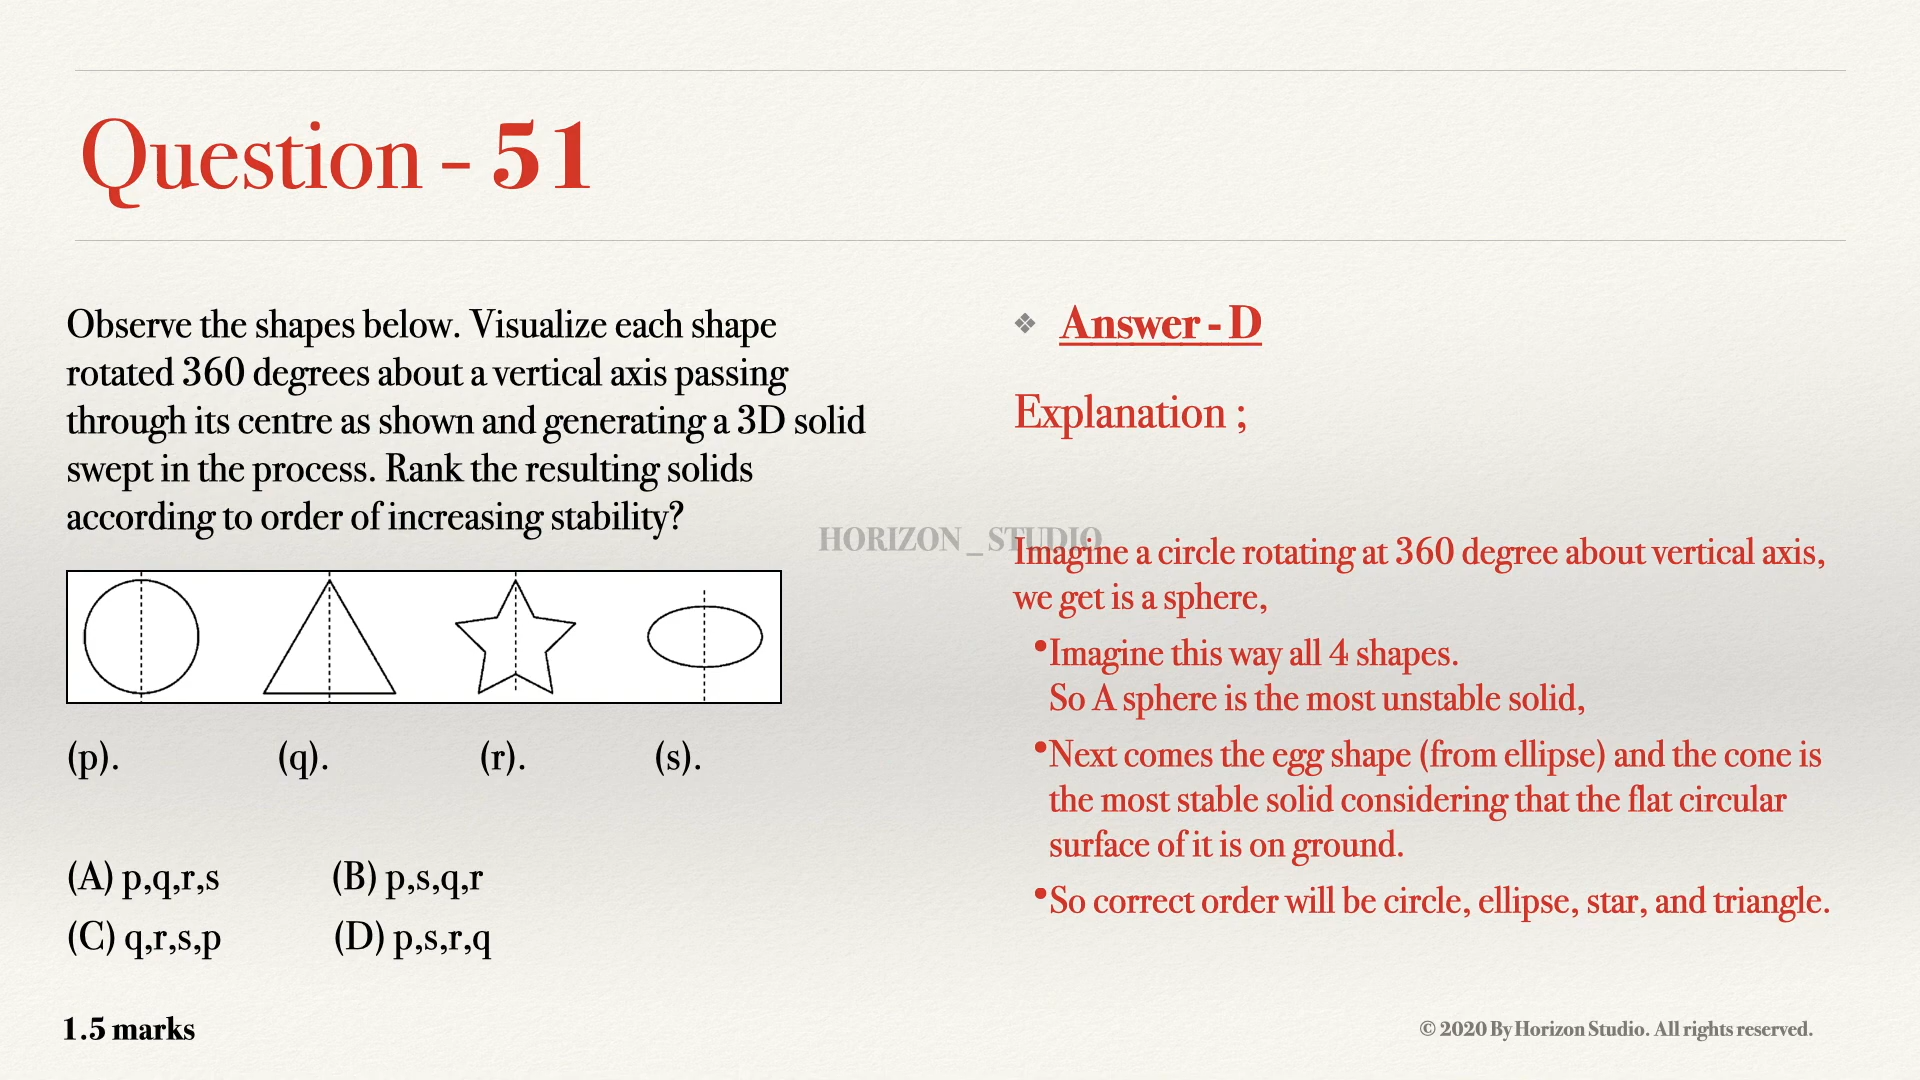 Question - 51
Observe the shapes below. Visualize each shape
rotated 360 degrees about a vertical axis passing
through its centre as shown and generating a 3D solid
swept in the process. Rank the resulting solids
according to order of increasing stability?
(p). (q). (r). (s).
(A) p,q,r,s (B) p,s,q,r
(C) q,r,s,p (D) p,s,r,q
1.5 marks
❖ Answer - D
Explanation ;
HORIZON _ STUDIO
Imagine a circle rotating at 360 degree about vertical axis,
we get is a sphere,
•Imagine this way all 4 shapes.
So A sphere is the most unstable solid,
•Next comes the egg shape (from ellipse) and the cone is
the most stable solid considering that the flat circular
surface of it is on ground.
•So correct order will be circle, ellipse, star, and triangle.
© 2020 By Horizon Studio. All rights reserved.